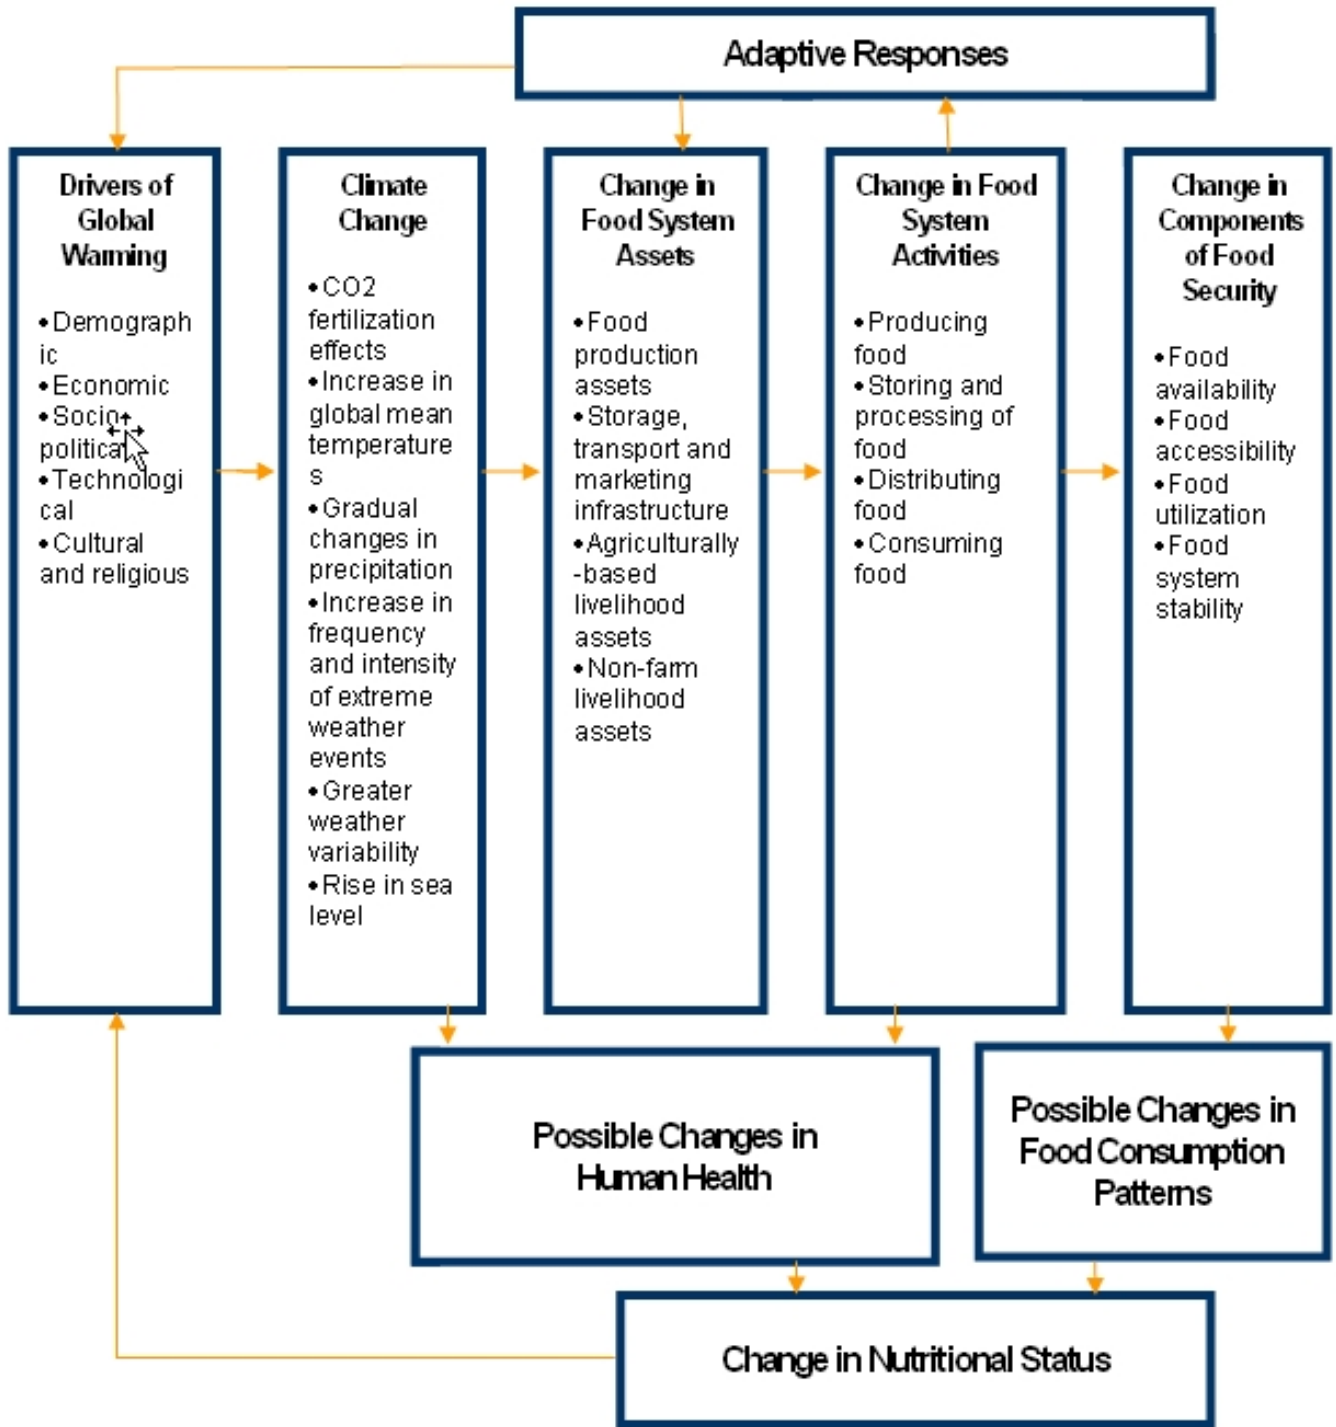 Adaptive Responses
Drivers of
Global
Warming
•Demograph
ic
•Economic
•Socio-
political
•Technologi
cal
•Cultural
and religious
Climate
Change
•CO2
fertilization
effects
•Increase in
global mean
temperature
s
•Gradual
changes in
precipitation
•Increase in
frequency
and intensity
of extreme
weather
events
•Greater
weather
variability
•Rise in sea
level
Change in
Food System
Assets
•Food
production
assets
•Storage,
transport and
marketing
infrastructure
•Agriculturally
-based
livelihood
assets
•Non-farm
livelihood
assets
Change in Food
System
Activities
•Producing
food
•Storing and
processing of
food
•Distributing
food
•Consuming
food
Change in
Components
of Food
Security
•Food
availability
•Food
accessibility
•Food
utilization
•Food
system
stability
Possible Changes in
Human Health
Possible Changes in
Food Consumption
Patterns
Change in Nutritional Status